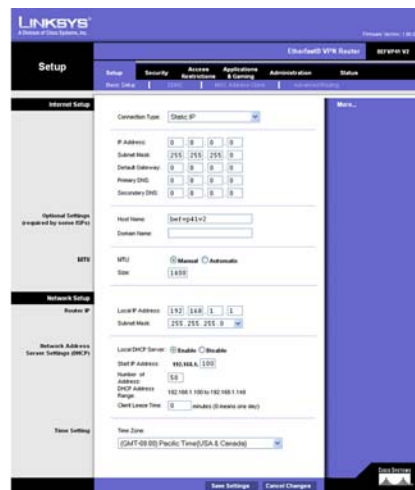 LINKSYS®
A Division of Cisco Systems, Inc.
EtherFast® VPN Router
BEFVP41 V2
Setup
Setup
Security
Access Restrictions
Applications & Gaming
Administration
Status
Basic Setup
DDNS
MAC Address Clone
Advanced Routing
Internet Setup
More...
Connection Type: Static IP
IP Address: 0 . 0 . 0 . 0
Subnet Mask: 255 . 255 . 255 . 0
Default Gateway: 0 . 0 . 0 . 0
Primary DNS: 0 . 0 . 0 . 0
Secondary DNS: 0 . 0 . 0 . 0
Optional Settings
(required by some ISPs)
Host Name:
Domain Name:
MTU
MTU: Manual Automatic
Size: 1400
Network Setup
Router IP
Local IP Address: 192 . 168 . 1 . 1
Subnet Mask: 255.255.255.0
Network Address
Server Settings (DHCP)
Local DHCP Server: Enable Disable
Start IP Address: 192.168.1. 100
Number of
Address: 50
DHCP Address
Range: 192.168.1.100 to 192.168.1.149
Client Lease Time: 0 minutes (0 means one day)
Time Setting
Time Zone:
(GMT-08:00) Pacific Time(USA & Canada)
Save Settings
Cancel Changes
Cisco Systems